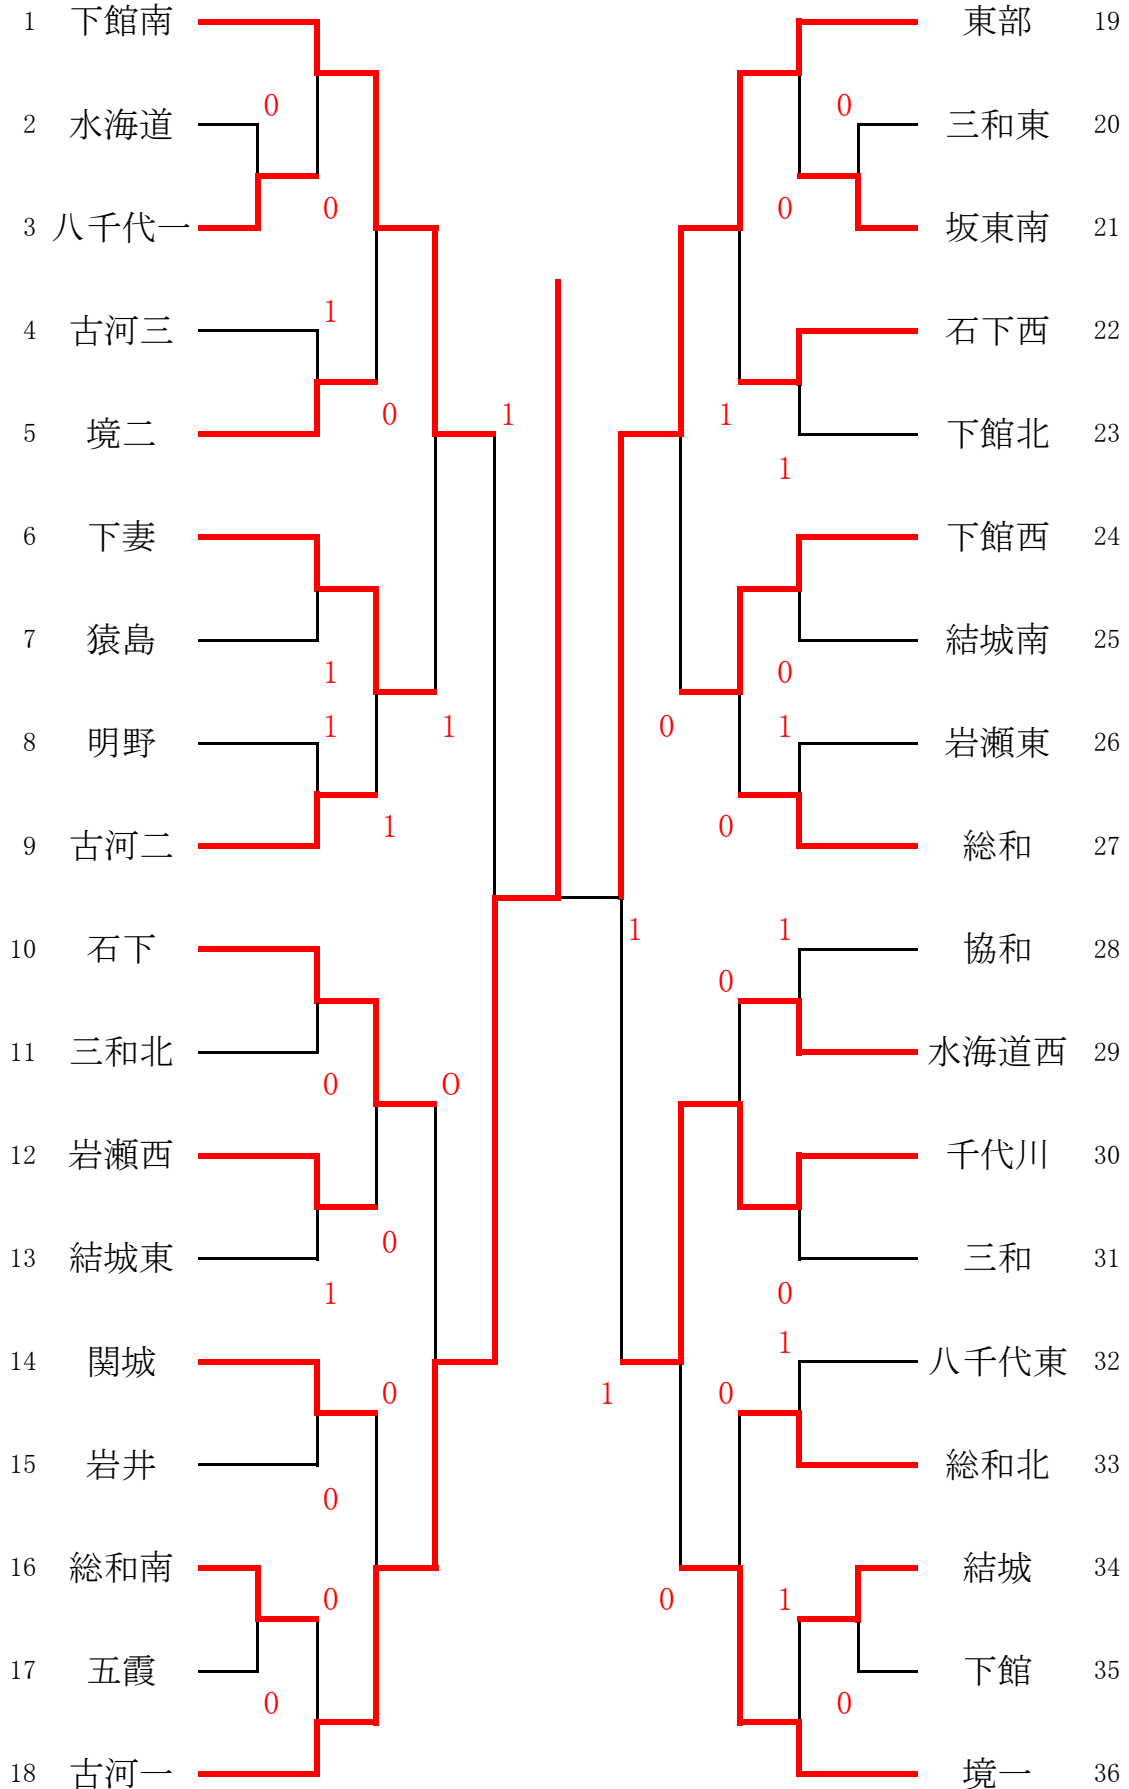 1 下館南
2 水海道
3 八千代一
4 古河三
5 境二
6 下妻
7 猿島
8 明野
9 古河二
10 石下
11 三和北
12 岩瀬西
13 結城東
14 関城
15 岩井
16 総和南
17 五霞
18 古河一
0
0
1
0
1
1
1
1
1
0
O
0
1
0
0
0
0
東部 19
三和東 20
坂東南 21
石下西 22
下館北 23
下館西 24
結城南 25
岩瀬東 26
総和 27
協和 28
水海道西 29
千代川 30
三和 31
八千代東 32
総和北 33
結城 34
下館 35
境一 36
0
0
1
1
0
0
1
0
1
1
0
0
1
1
0
0
1
0